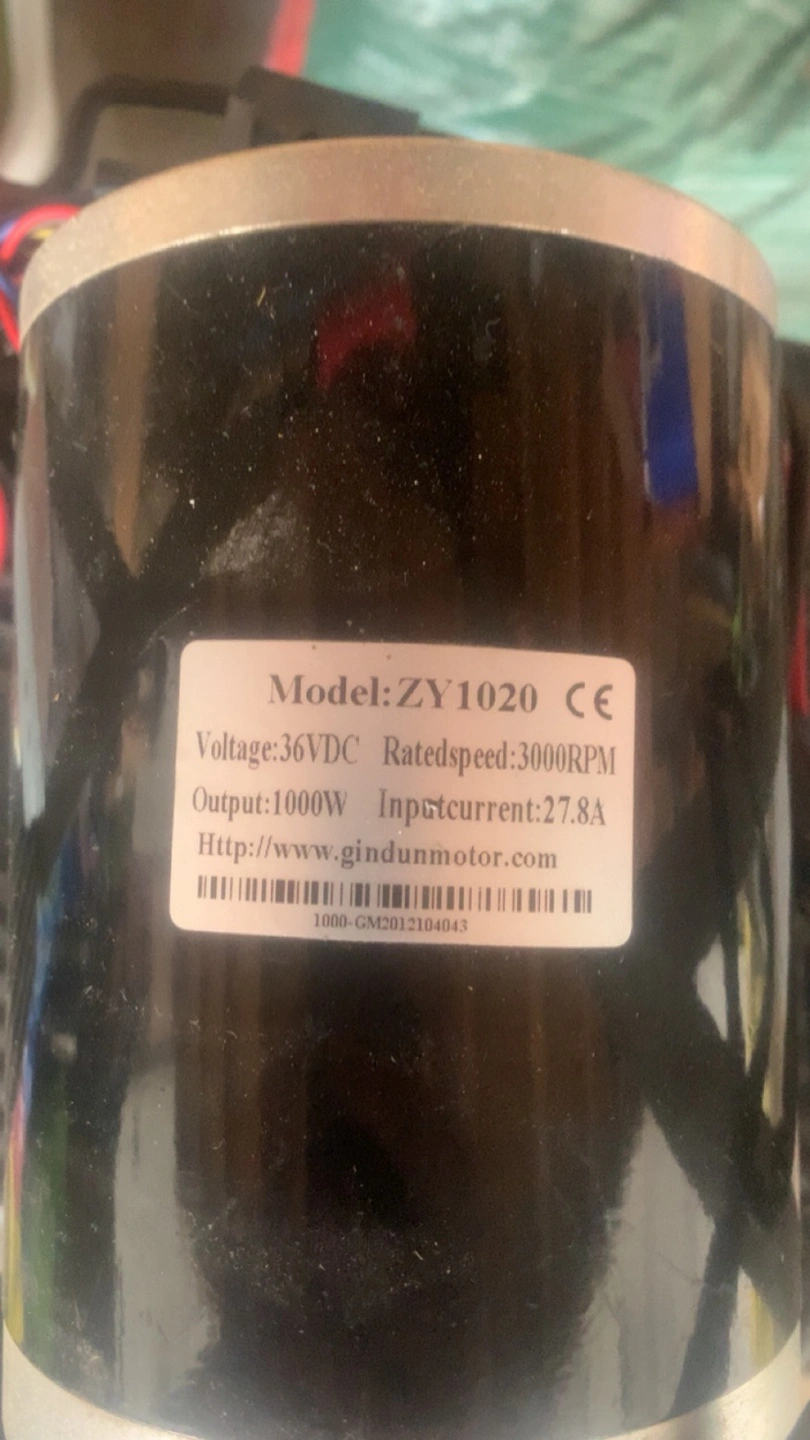 Model:ZY1020 CE
Voltage:36VDC Ratedspeed:3000RPM
Output:1000W Inputcurrent:27.8A
Http://www.gindunmotor.com
1000-GM2012104043